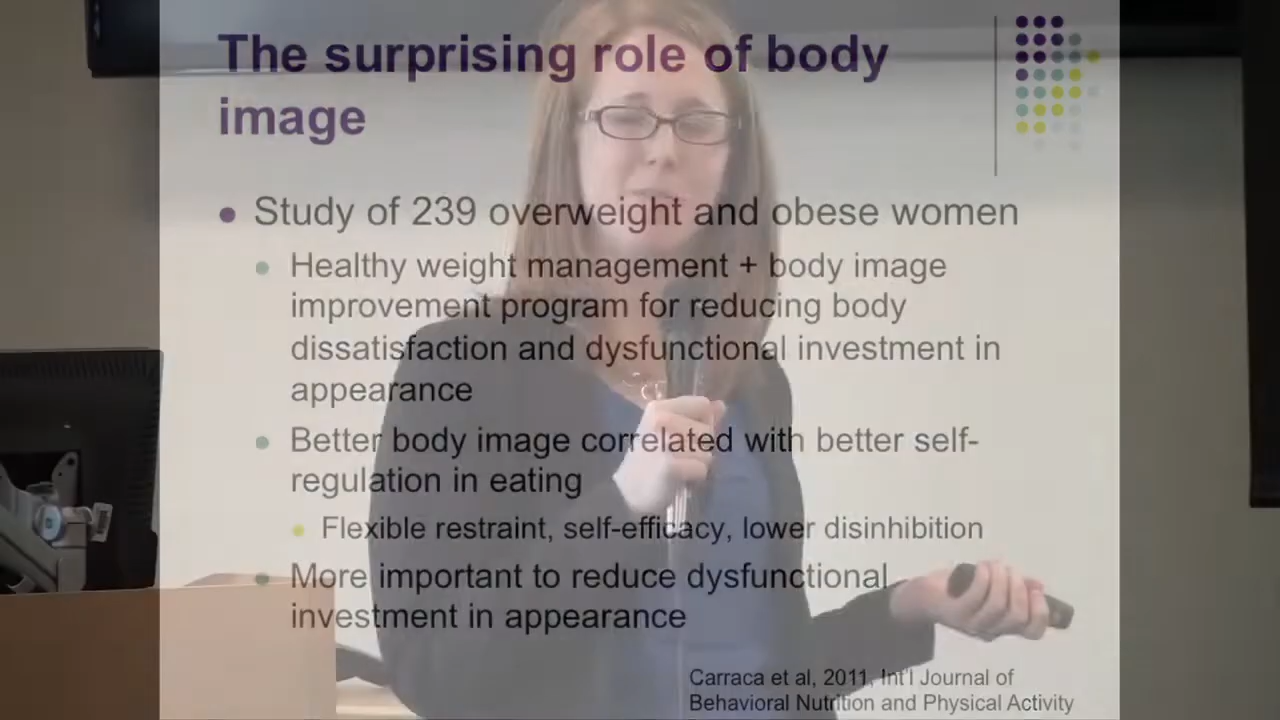 The surprising role of body
image
Study of 239 overweight and obese women
Healthy weight management + body image
improvement program for reducing body
dissatisfaction and dysfunctional investment in
appearance
Better body image correlated with better self-
regulation in eating
Flexible restraint, self-efficacy, lower disinhibition
More important to reduce dysfunctional
investment in appearance
Carraca et al, 2011, Int'l Journal of
Behavioral Nutrition and Physical Activity